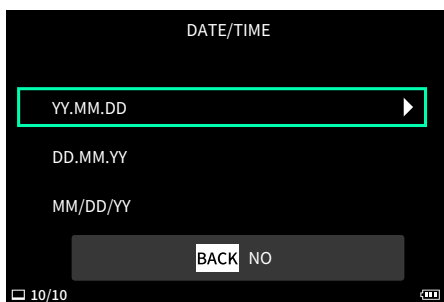 DATE/TIME
YY.MM.DD
DD.MM.YY
MM/DD/YY
BACK NO
10/10